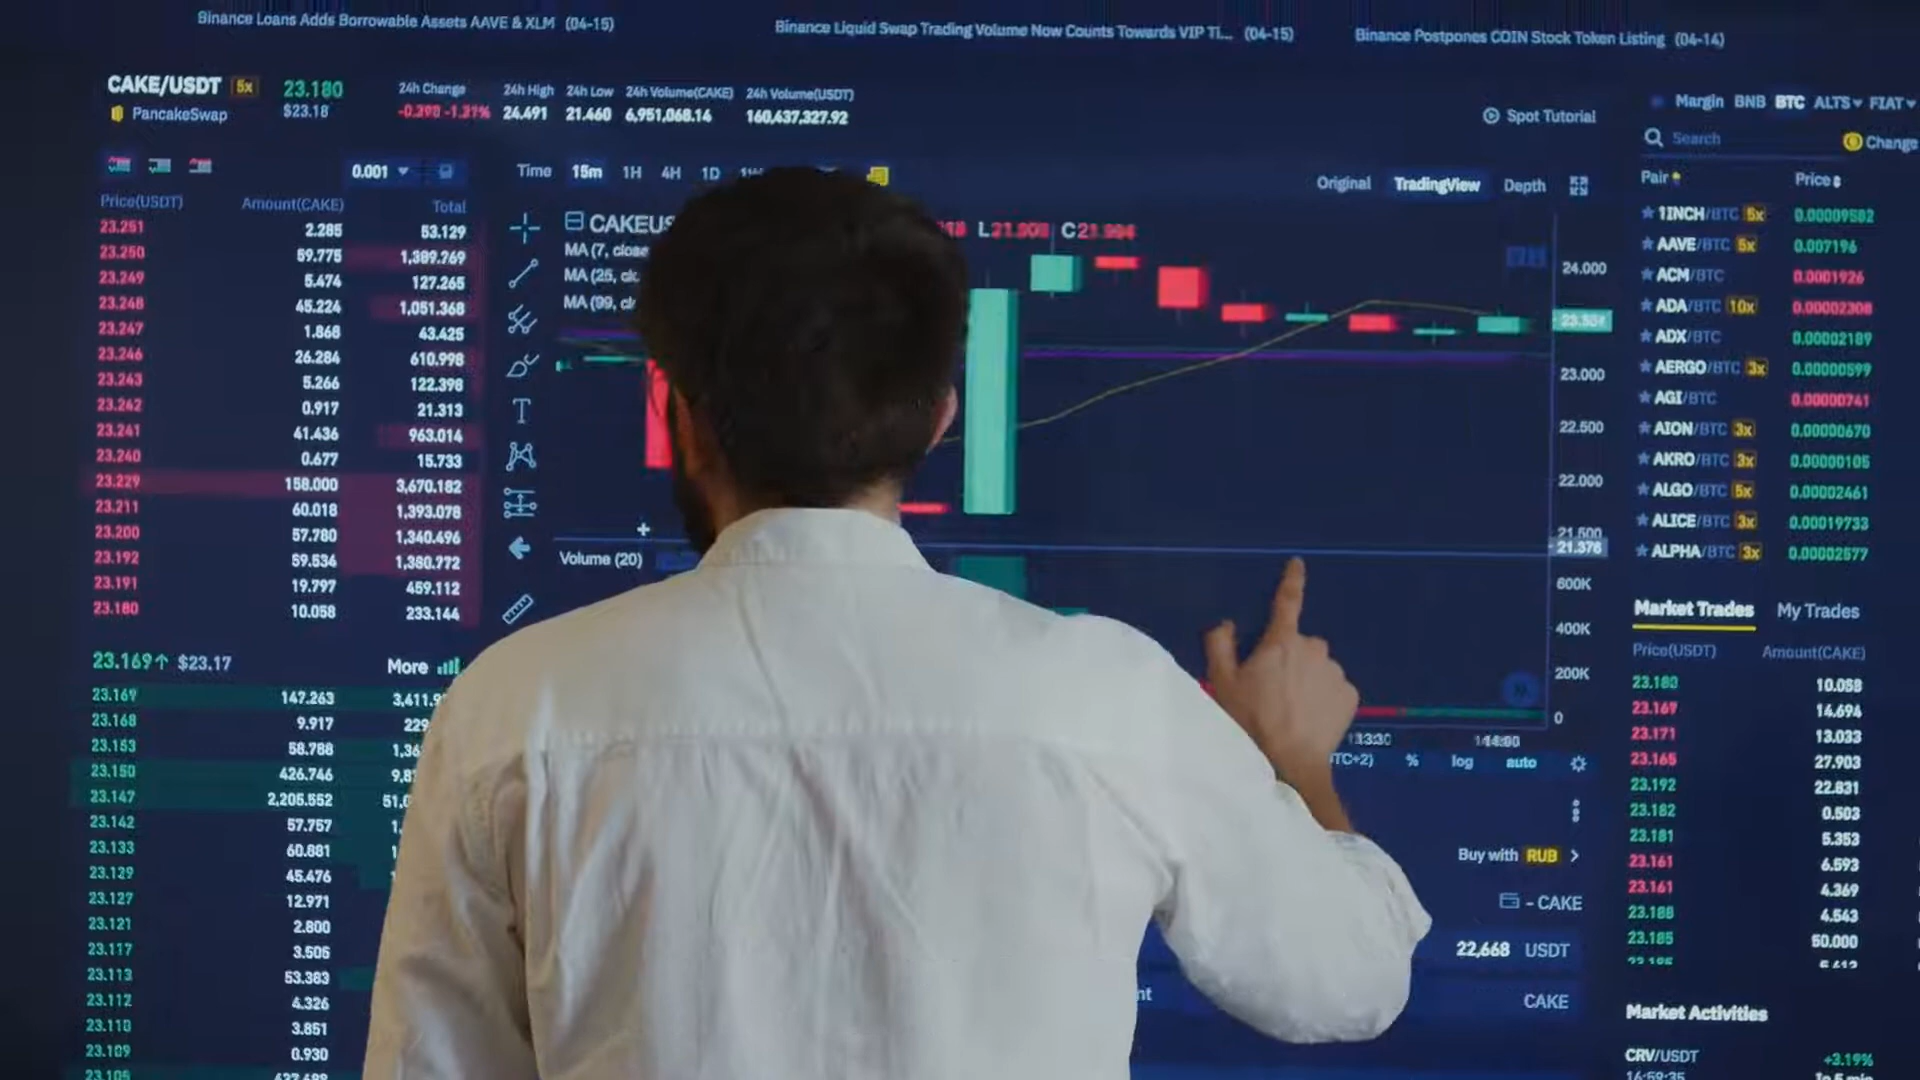 Binance Loans Adds Borrowable Assets AAVE & XLM (04-15)
Binance Liquid Swap Trading Volume Now Counts Towards VIP Ti... (04-15)
Binance Postpones COIN Stock Token Listing (04-14)
CAKE/USDT 5x 23.180
PancakeSwap $23.18
24h Change 24h High 24h Low 24h Volume(CAKE) 24h Volume(USDT)
24.491 21.460 6,951,068.14 160,437,327.92
Spot Tutorial
Margin BNB BTC ALTS FIAT
Search Change
0.001
Time 15m 1H 4H 1D
Original TradingView Depth
Price(USDT) Amount(CAKE) Total
23.251 2.285 53.129
23.250 59.775 1,389.769
23.249 5.474 127.265
23.248 45.224 1,051.368
23.247 1.868 43.425
23.246 26.284 610.998
23.243 5.266 122.398
23.242 0.917 21.313
23.241 41.436 963.014
23.240 0.677 15.733
23.229 158.000 3,670.182
23.211 60.018 1,393.078
23.200 57.780 1,340.496
23.192 59.534 1,380.772
23.191 19.797 459.112
23.180 10.058 233.144
23.169↑ $23.17 More
23.169 147.263
23.168 9.917
23.153 58.788
23.150 426.746
23.147 2,205.552
23.142 57.757
23.133 60.881
23.129 45.476
23.127 12.971
23.121 2.800
23.117 3.505
23.113 53.383
23.112 4.326
23.110 3.851
23.109 0.930
23.105
MA (7, close
MA (25,
MA (99,
Volume (20)
24.000
23.000
22.500
22.000
21.500
21.376
600K
400K
200K
0
13:30 14:00
% log auto
Buy with RUB
- CAKE
22,668 USDT
CAKE
Pair Price
1INCH/BTC 5x 0.00009582
AAVE/BTC 5x 0.007196
ACM/BTC 0.0001926
ADA/BTC 10x 0.00002308
ADX/BTC 0.00002189
AERGO/BTC 3x 0.00000599
AGI/BTC 0.00000741
AION/BTC 3x 0.00000670
AKRO/BTC 3x 0.00000105
ALGO/BTC 5x 0.00002461
ALICE/BTC 3x 0.00019733
ALPHA/BTC 3x 0.00002577
Market Trades My Trades
Price(USDT) Amount(CAKE)
23.180 10.058
23.169 14.694
23.171 13.033
23.165 27.903
23.192 22.831
23.182 0.503
23.181 5.353
23.161 6.593
23.161 4.369
23.188 4.543
23.185 50.000
Market Activities
CRV/USDT +3.19%
16:59:35